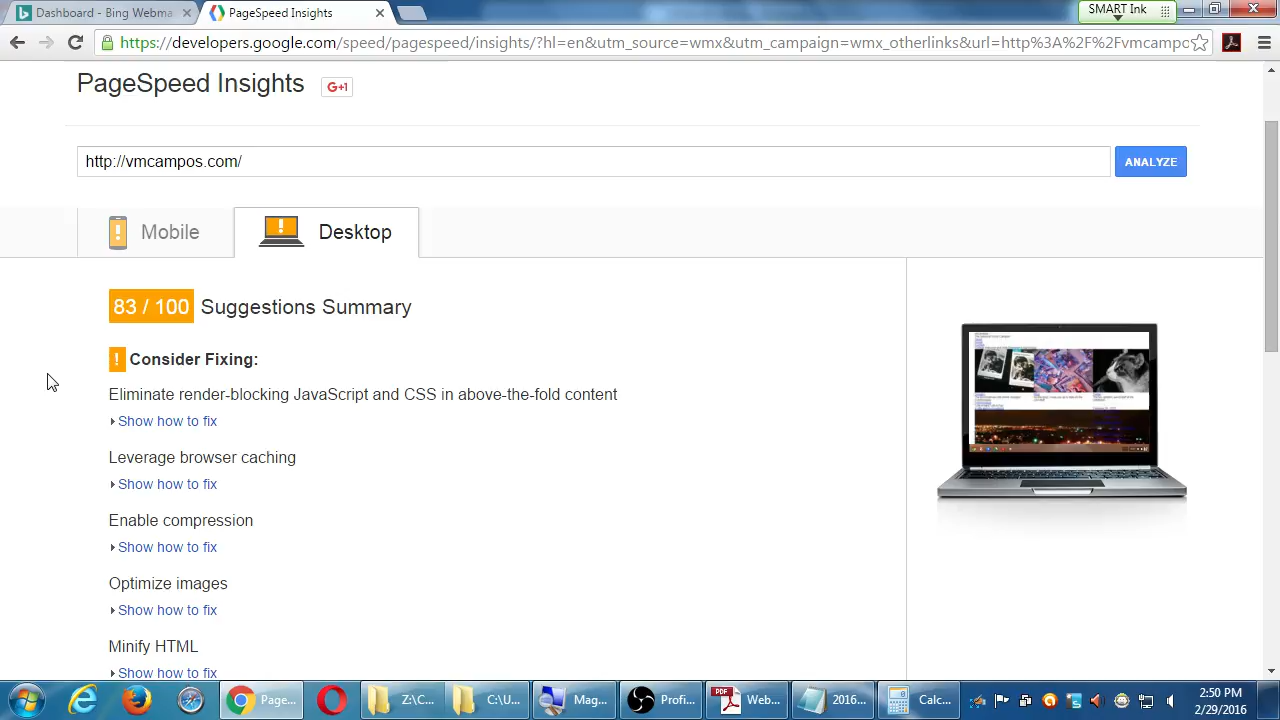 Dashboard - Bing Webma
PageSpeed Insights
SMART Ink
https://developers.google.com/speed/pagespeed/insights/?hl=en&utm_source=wmx&utm_campaign=wmx_otherlinks&url=http%3A%2F%2Fvmcampo
PageSpeed Insights
G+1
http://vmcampos.com/
ANALYZE
Mobile
Desktop
83 / 100 Suggestions Summary
! Consider Fixing:
Eliminate render-blocking JavaScript and CSS in above-the-fold content
Show how to fix
Leverage browser caching
Show how to fix
Enable compression
Show how to fix
Optimize images
Show how to fix
Minify HTML
Show how to fix
Page...
Z:\C...
C:\U...
Mag...
Profi...
PDF
Web...
2016...
Calc...
2:50 PM
2/29/2016